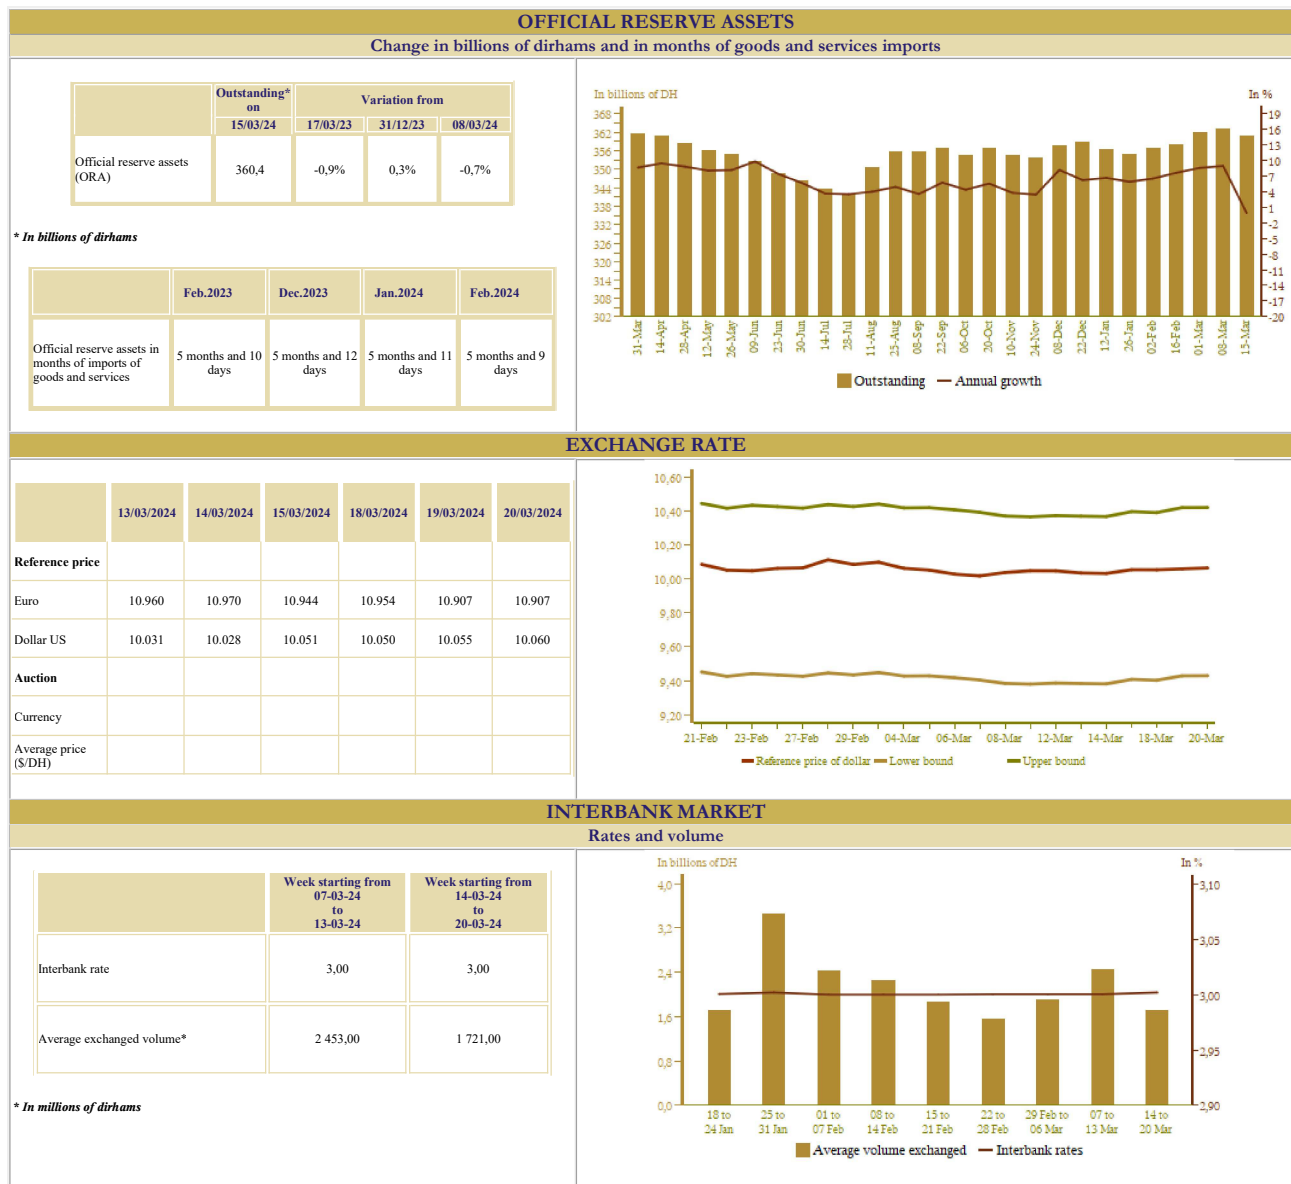 OFFICIAL RESERVE ASSETS
Change in billions of dirhams and in months of goods and services imports
Outstanding*
on
Variation from
15/03/24 17/03/23 31/12/23 08/03/24
Official reserve assets
(ORA)
360,4 -0,9% 0,3% -0,7%
* In billions of dirhams
Feb.2023 Dec.2023 Jan.2024 Feb.2024
Official reserve assets in
months of imports of
goods and services
5 months and 10
days
5 months and 12
days
5 months and 11
days
5 months and 9
days
In billions of DH
In %
368
362
356
350
344
338
332
326
320
314
308
302
19
16
13
10
7
4
1
-2
-5
-8
-11
-14
-17
-20
31-Mar
14-Apr
28-Apr
12-May
26-May
09-Jun
23-Jun
30-Jun
14-Jul
28-Jul
11-Aug
25-Aug
08-Sep
22-Sep
06-Oct
20-Oct
10-Nov
24-Nov
08-Dec
22-Dec
12-Jan
26-Jan
02-Feb
16-Feb
01-Mar
08-Mar
15-Mar
Outstanding Annual growth
EXCHANGE RATE
13/03/2024 14/03/2024 15/03/2024 18/03/2024 19/03/2024 20/03/2024
Reference price
Euro 10.960 10.970 10.944 10.954 10.907 10.907
Dollar US 10.031 10.028 10.051 10.050 10.055 10.060
Auction
Currency
Average price
($/DH)
10,60
10,40
10,20
10,00
9,80
9,60
9,40
9,20
21-Feb 23-Feb 27-Feb 29-Feb 04-Mar 06-Mar 08-Mar 12-Mar 14-Mar 18-Mar 20-Mar
Reference price of dollar Lower bound Upper bound
INTERBANK MARKET
Rates and volume
Week starting from
07-03-24
to
13-03-24
Week starting from
14-03-24
to
20-03-24
Interbank rate 3,00 3,00
Average exchanged volume* 2 453,00 1 721,00
* In millions of dirhams
In billions of DH
In %
4,0
3,2
2,4
1,6
0,8
0,0
3,10
3,05
3,00
2,95
2,90
18 to
24 Jan
25 to
31 Jan
01 to
07 Feb
08 to
14 Feb
15 to
21 Feb
22 to
28 Feb
29 Feb to
06 Mar
07 to
13 Mar
14 to
20 Mar
Average volume exchanged Interbank rates